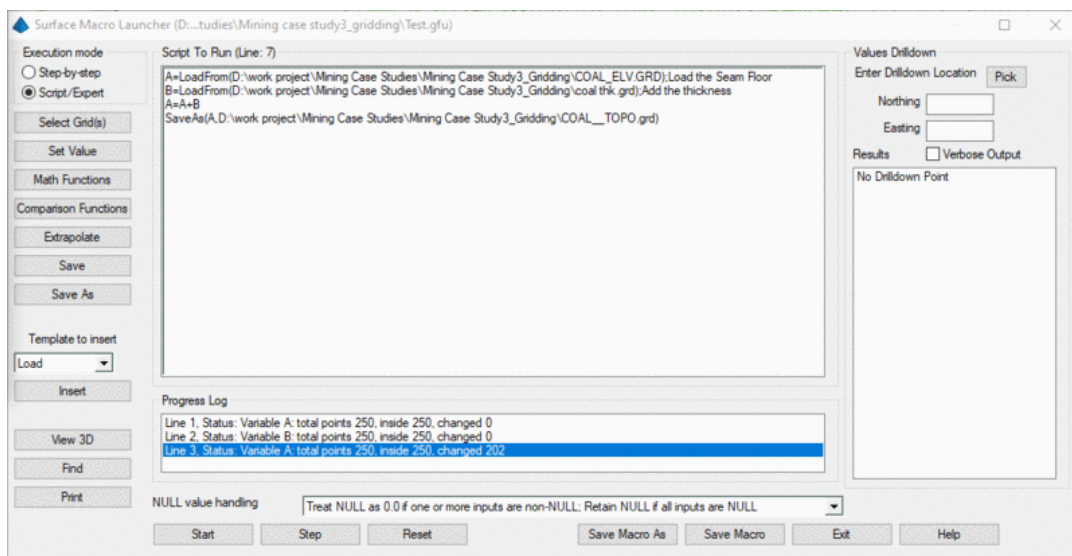 Surface Macro Launcher (D:...tudies\Mining case study3_gridding\Test.gfu)
Execution mode
Step-by-step
Script/Expert
Select Grid(s)
Set Value
Math Functions
Comparison Functions
Extrapolate
Save
Save As
Template to insert
Load
Insert
View 3D
Find
Print
Script To Run (Line: 7)
A=LoadFrom(D:\work project\Mining Case Studies\Mining Case Study3_Gridding\COAL_ELV.GRD);Load the Seam Floor
B=LoadFrom(D:\work project\Mining Case Studies\Mining Case Study3_Gridding\coal thk.grd);Add the thickness
A=A+B
SaveAs(A,D:\work project\Mining Case Studies\Mining Case Study3_Gridding\COAL__TOPO.grd)
Progress Log
Line 1, Status: Variable A: total points 250, inside 250, changed 0
Line 2, Status: Variable B: total points 250, inside 250, changed 0
Line 3, Status: Variable A: total points 250, inside 250, changed 202
NULL value handling
Treat NULL as 0.0 if one or more inputs are non-NULL; Retain NULL if all inputs are NULL
Start
Step
Reset
Save Macro As
Save Macro
Exit
Help
Values Drilldown
Enter Drilldown Location
Pick
Northing
Easting
Results
Verbose Output
No Drilldown Point